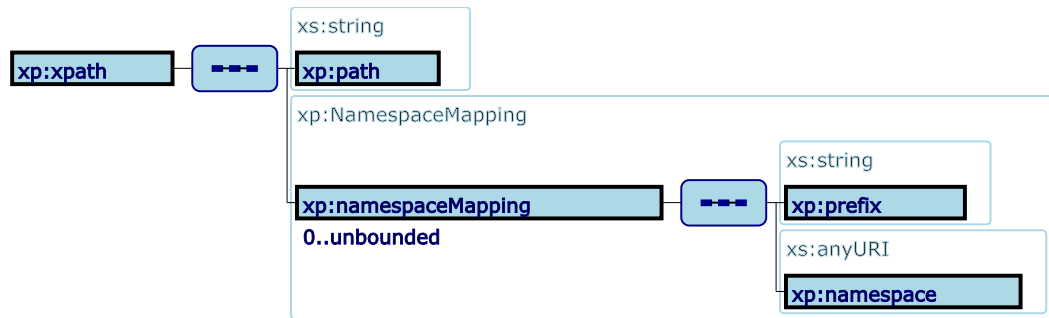 xs:string
xp:xpath
xp:path
xp:NamespaceMapping
xs:string
xp:namespaceMapping
xp:prefix
0..unbounded
xs:anyURI
xp:namespace